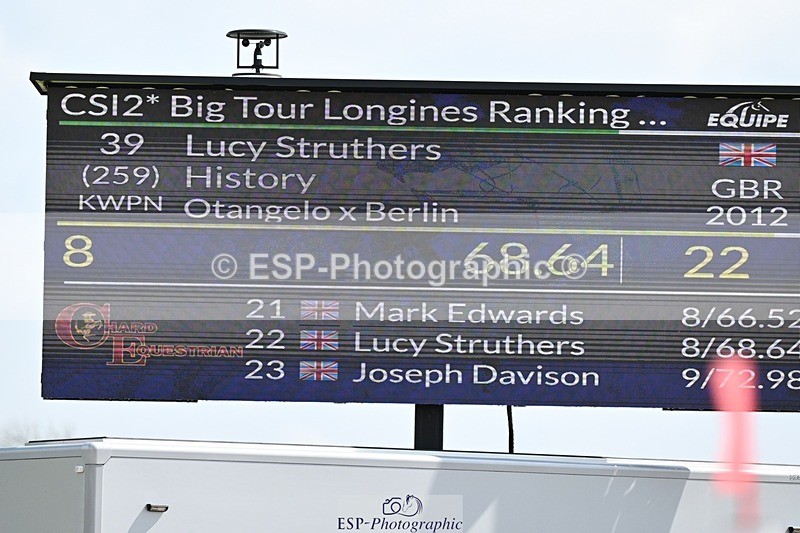 CSI2* Big Tour Longines Ranking ...
EQUIPE
39 Lucy Struthers
(259) History GBR
KWPN Otangelo x Berlin 2012
8 68.64 22
© ESP-Photographic ©
21 Mark Edwards 8/66.52
CHARD EQUESTRIAN
22 Lucy Struthers 8/68.64
23 Joseph Davison 9/72.98
ESP-Photographic